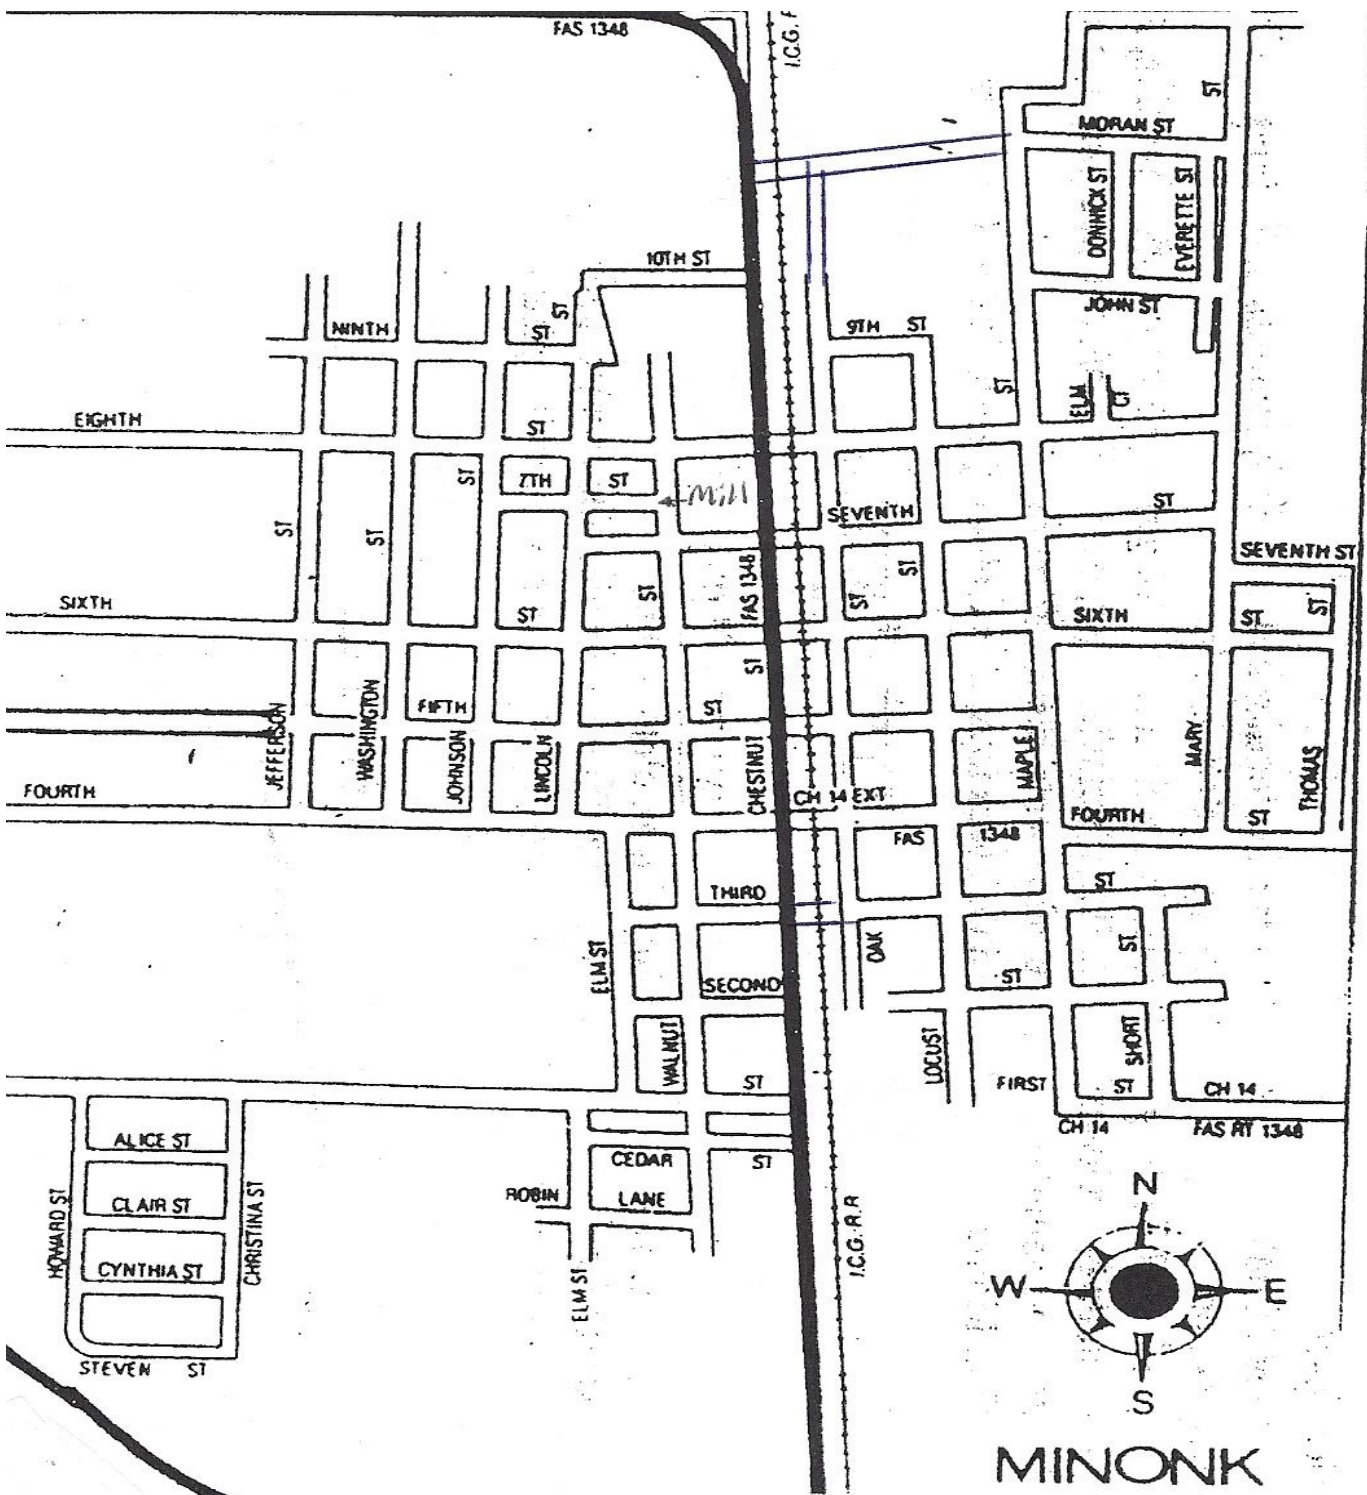 FAS 1348
I.C.G. R
ST
MORAN ST
DONNICK ST
EVERETTE ST
10TH ST
JOHN ST
NINTH ST
ST
9TH ST
ST
ELM CT
EIGHTH
ST
7TH ST
ST
ST
ST
SEVENTH
ST
SEVENTH ST
FAS 1348
ST
ST
ST
SIXTH
ST
SIXTH
ST
ST
ST
FIFTH
ST
JEFFERSON
WASHINGTON
JOHNSON
LINCOLN
CHESTNUT
MAPLE
MARY
THOMAS
FOURTH
CH 14 EXT
FOURTH
ST
FAS 1348
THIRD
ST
ELM ST
OAK
ST
SECOND
ST
WALNUT
LOCUST
SHORT
ST
FIRST
ST
CH 14
CH 14
FAS RT 1348
ALICE ST
CEDAR
ST
HOWARD ST
CLAIR ST
CHRISTINA ST
ROBIN
LANE
CYNTHIA ST
ELM ST
I.C.G. R.R
STEVEN ST
N
W
E
S
MINONK